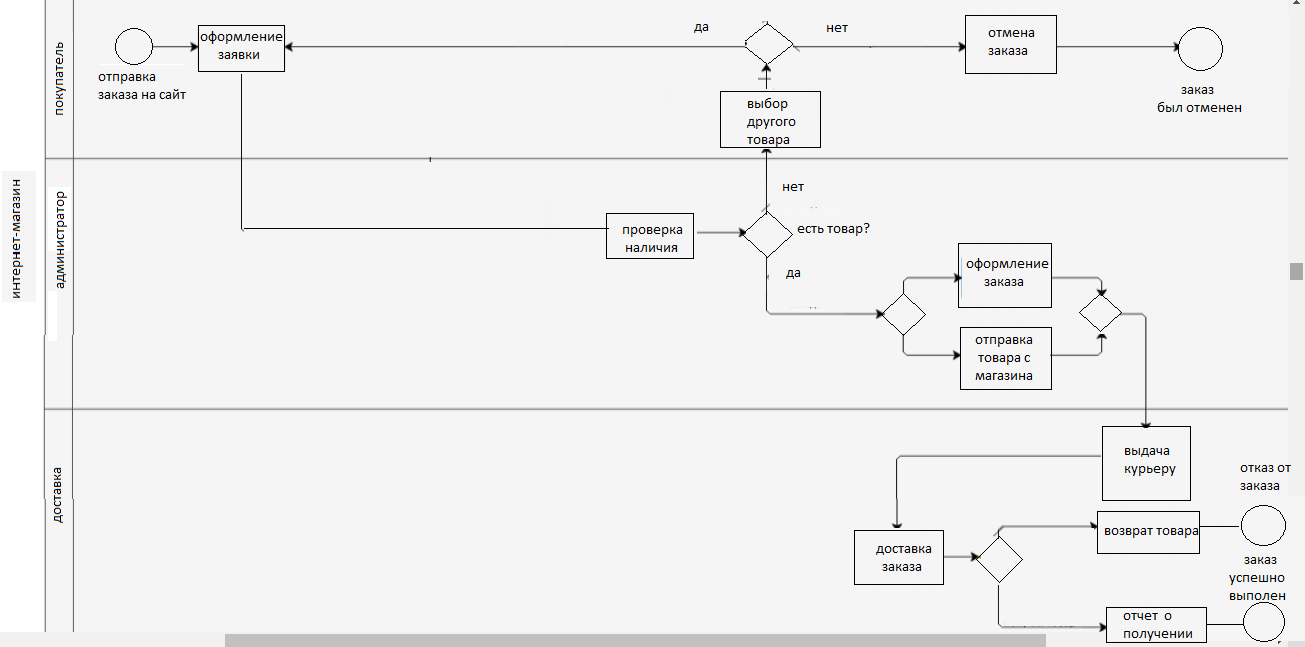 интернет-магазин
покупатель
отправка
заказа на сайт
оформление
заявки
да
нет
выбор
другого
товара
отмена
заказа
заказ
был отменен
администратор
проверка
наличия
нет
есть товар?
да
оформление
заказа
отправка
товара с
магазина
доставка
выдача
курьеру
доставка
заказа
возврат товара
отказ от
заказа
отчет о
получении
заказ
успешно
выполен